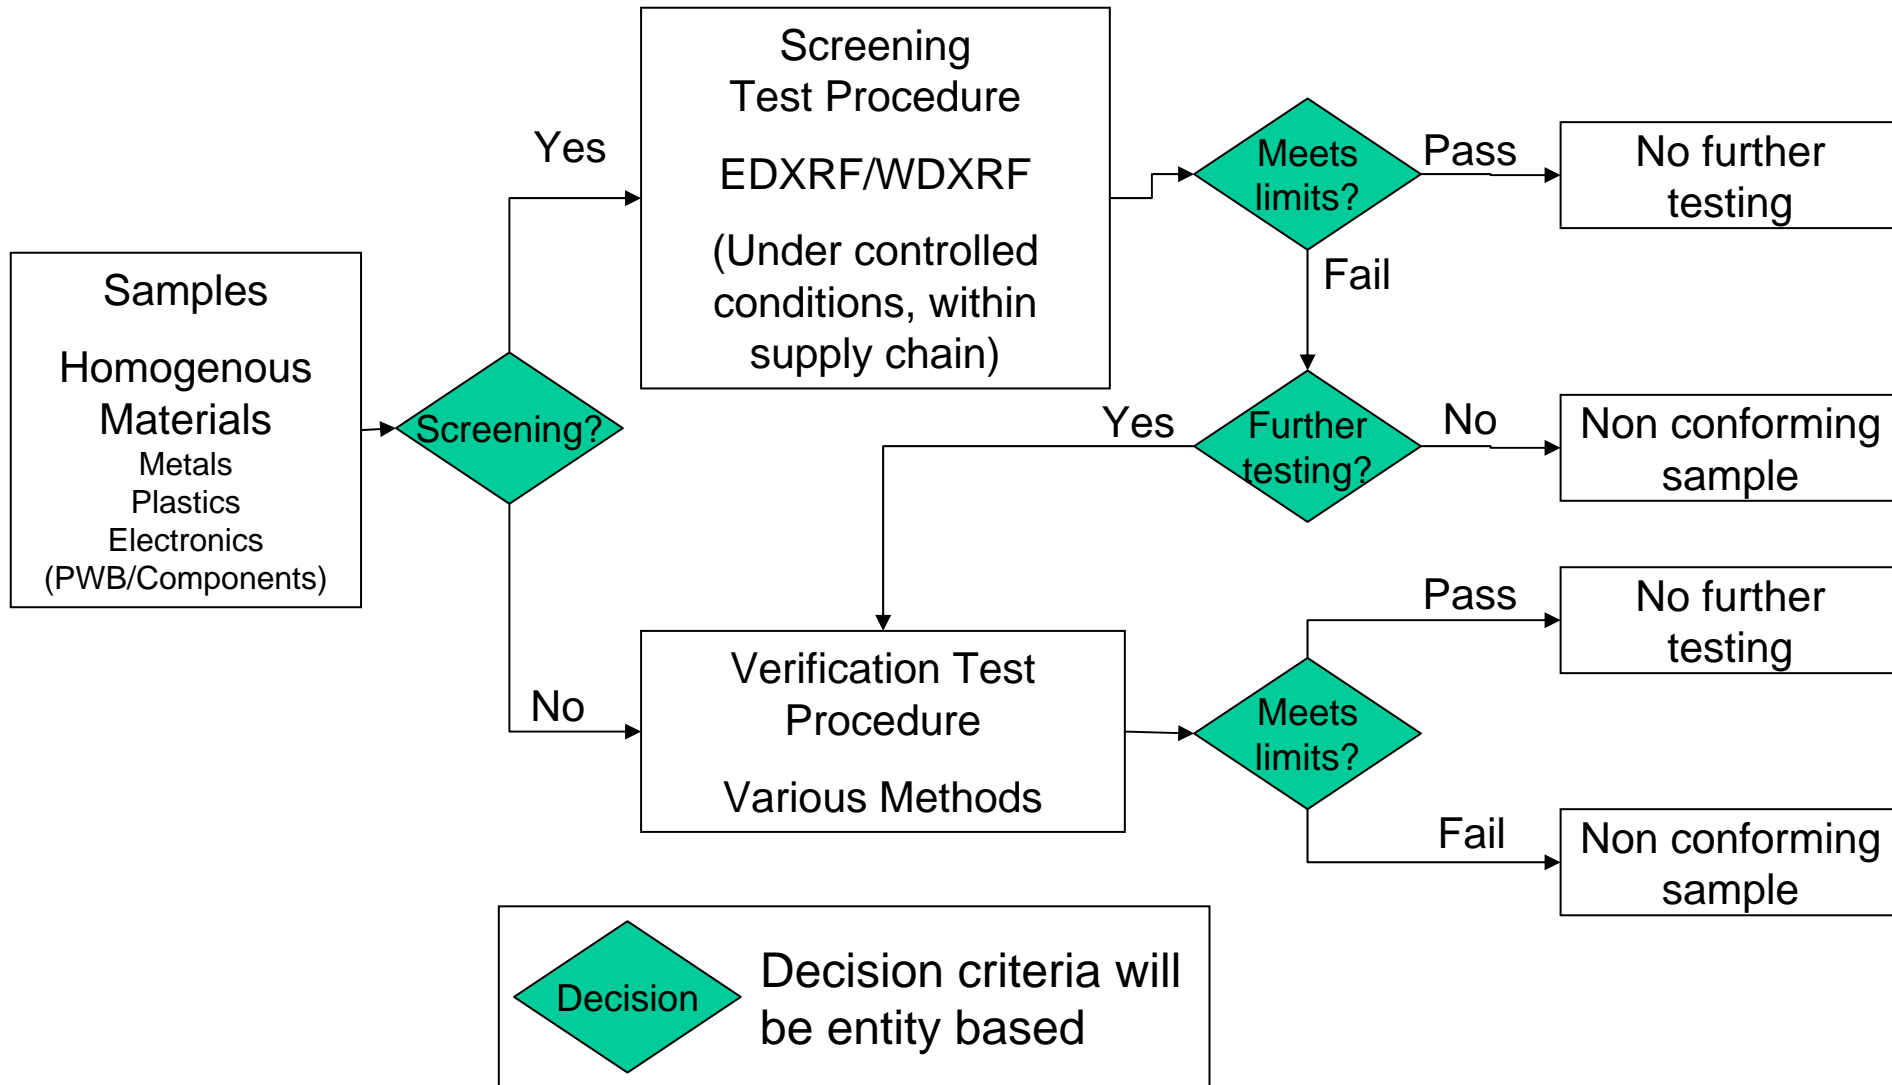 Samples
Homogenous
Materials
Metals
Plastics
Electronics
(PWB/Components)
Screening?
Yes
No
Screening
Test Procedure
EDXRF/WDXRF
(Under controlled
conditions, within
supply chain)
Meets
limits?
Pass
No further
testing
Fail
Further
testing?
Yes
No
Non conforming
sample
Verification Test
Procedure
Various Methods
Meets
limits?
Pass
No further
testing
Fail
Non conforming
sample
Decision
Decision criteria will
be entity based